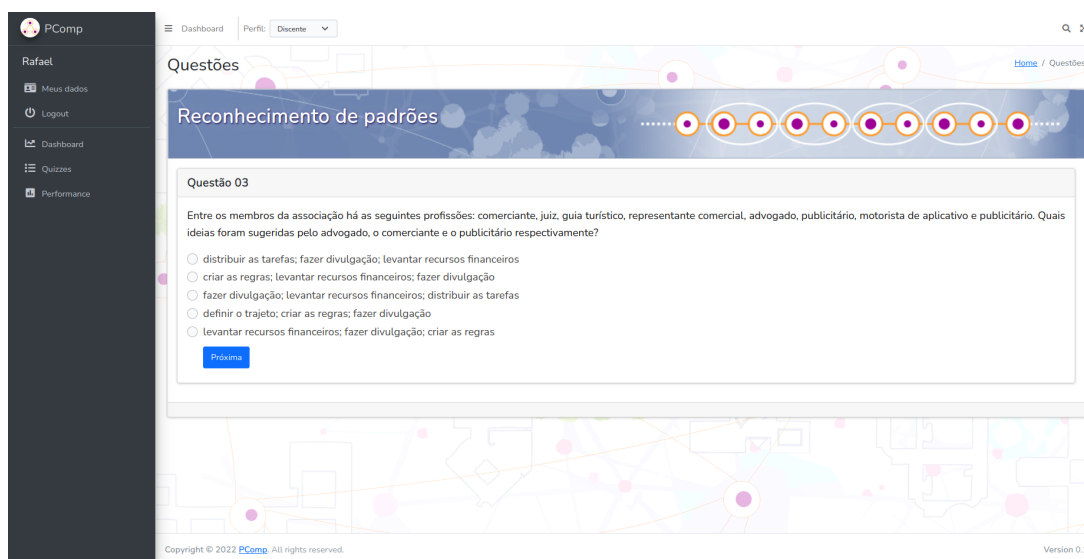 PComp
Dashboard
Perfil:
Discente
Rafael
Meus dados
Logout
Dashboard
Quizzes
Performance
Questões
Home / Questões
Reconhecimento de padrões
Questão 03
Entre os membros da associação há as seguintes profissões: comerciante, juiz, guia turístico, representante comercial, advogado, publicitário, motorista de aplicativo e publicitário. Quais
ideias foram sugeridas pelo advogado, o comerciante e o publicitário respectivamente?
distribuir as tarefas; fazer divulgação; levantar recursos financeiros
criar as regras; levantar recursos financeiros; fazer divulgação
fazer divulgação; levantar recursos financeiros; distribuir as tarefas
definir o trajeto; criar as regras; fazer divulgação
levantar recursos financeiros; fazer divulgação; criar as regras
Próxima
Copyright © 2022 PComp. All rights reserved.
Version 0.